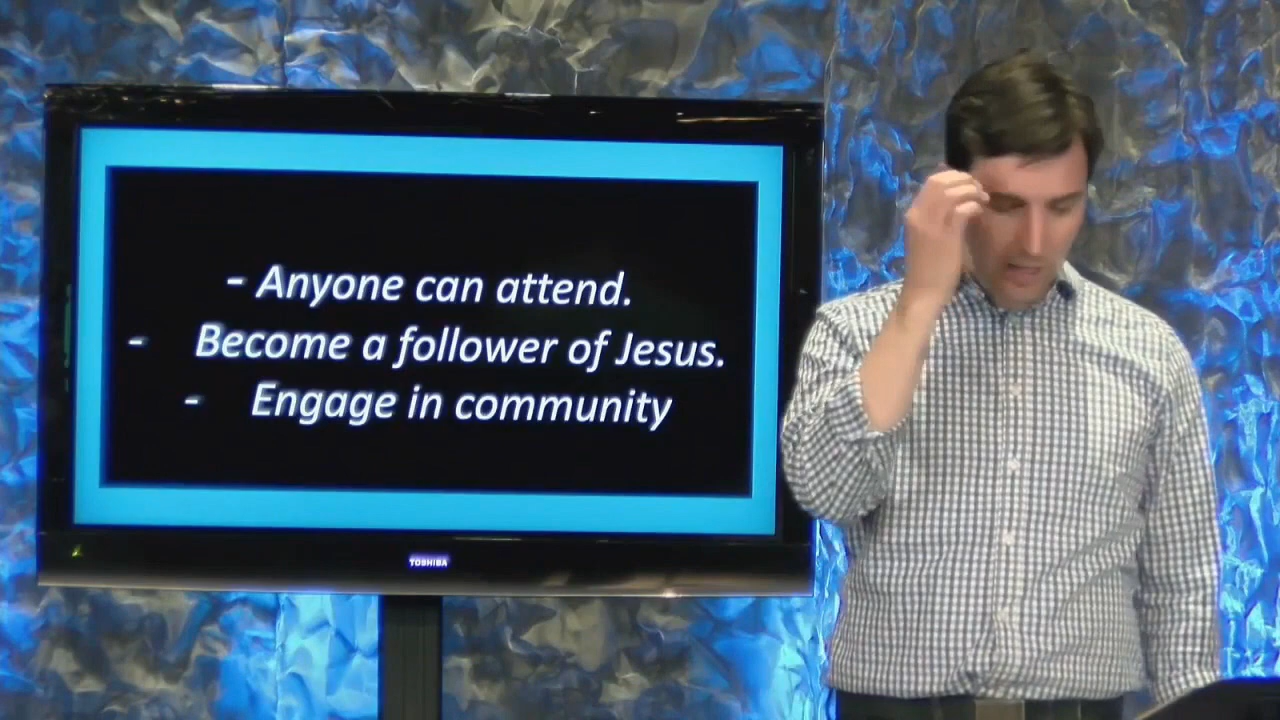 - Anyone can attend.
- Become a follower of Jesus.
- Engage in community
TOSHIBA